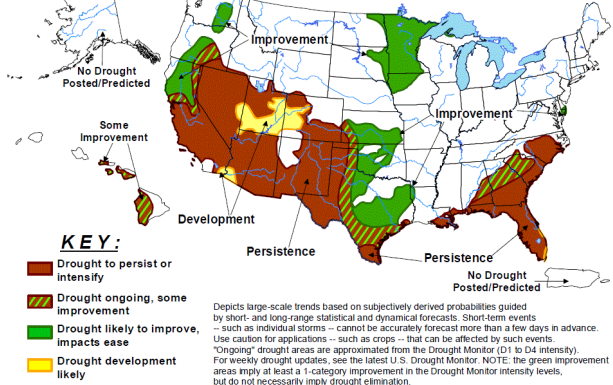 Improvement
No Drought
Posted/Predicted
Some
Improvement
Improvement
Development
Persistence
Persistence
No Drought
Posted/Predicted
KEY:
Drought to persist or
intensify
Drought ongoing, some
improvement
Drought likely to improve,
impacts ease
Drought development
likely
Depicts large-scale trends based on subjectively derived probabilities guided
by short- and long-range statistical and dynamical forecasts. Short-term events
-- such as individual storms -- cannot be accurately forecast more than a few days in advance.
Use caution for applications -- such as crops -- that can be affected by such events.
"Ongoing" drought areas are approximated from the Drought Monitor (D1 to D4 intensity).
For weekly drought updates, see the latest U.S. Drought Monitor. NOTE: the green improvement
areas imply at least a 1-category improvement in the Drought Monitor intensity levels,
but do not necessarily imply drought elimination.